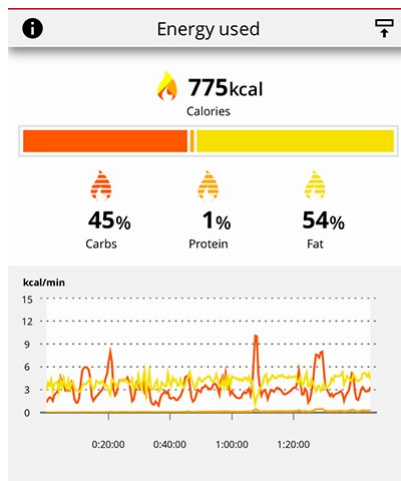 Energy used
775kcal
Calories
45% 1% 54%
Carbs Protein Fat
kcal/min
15
12
9
6
3
0
0:20:00 0:40:00 1:00:00 1:20:00